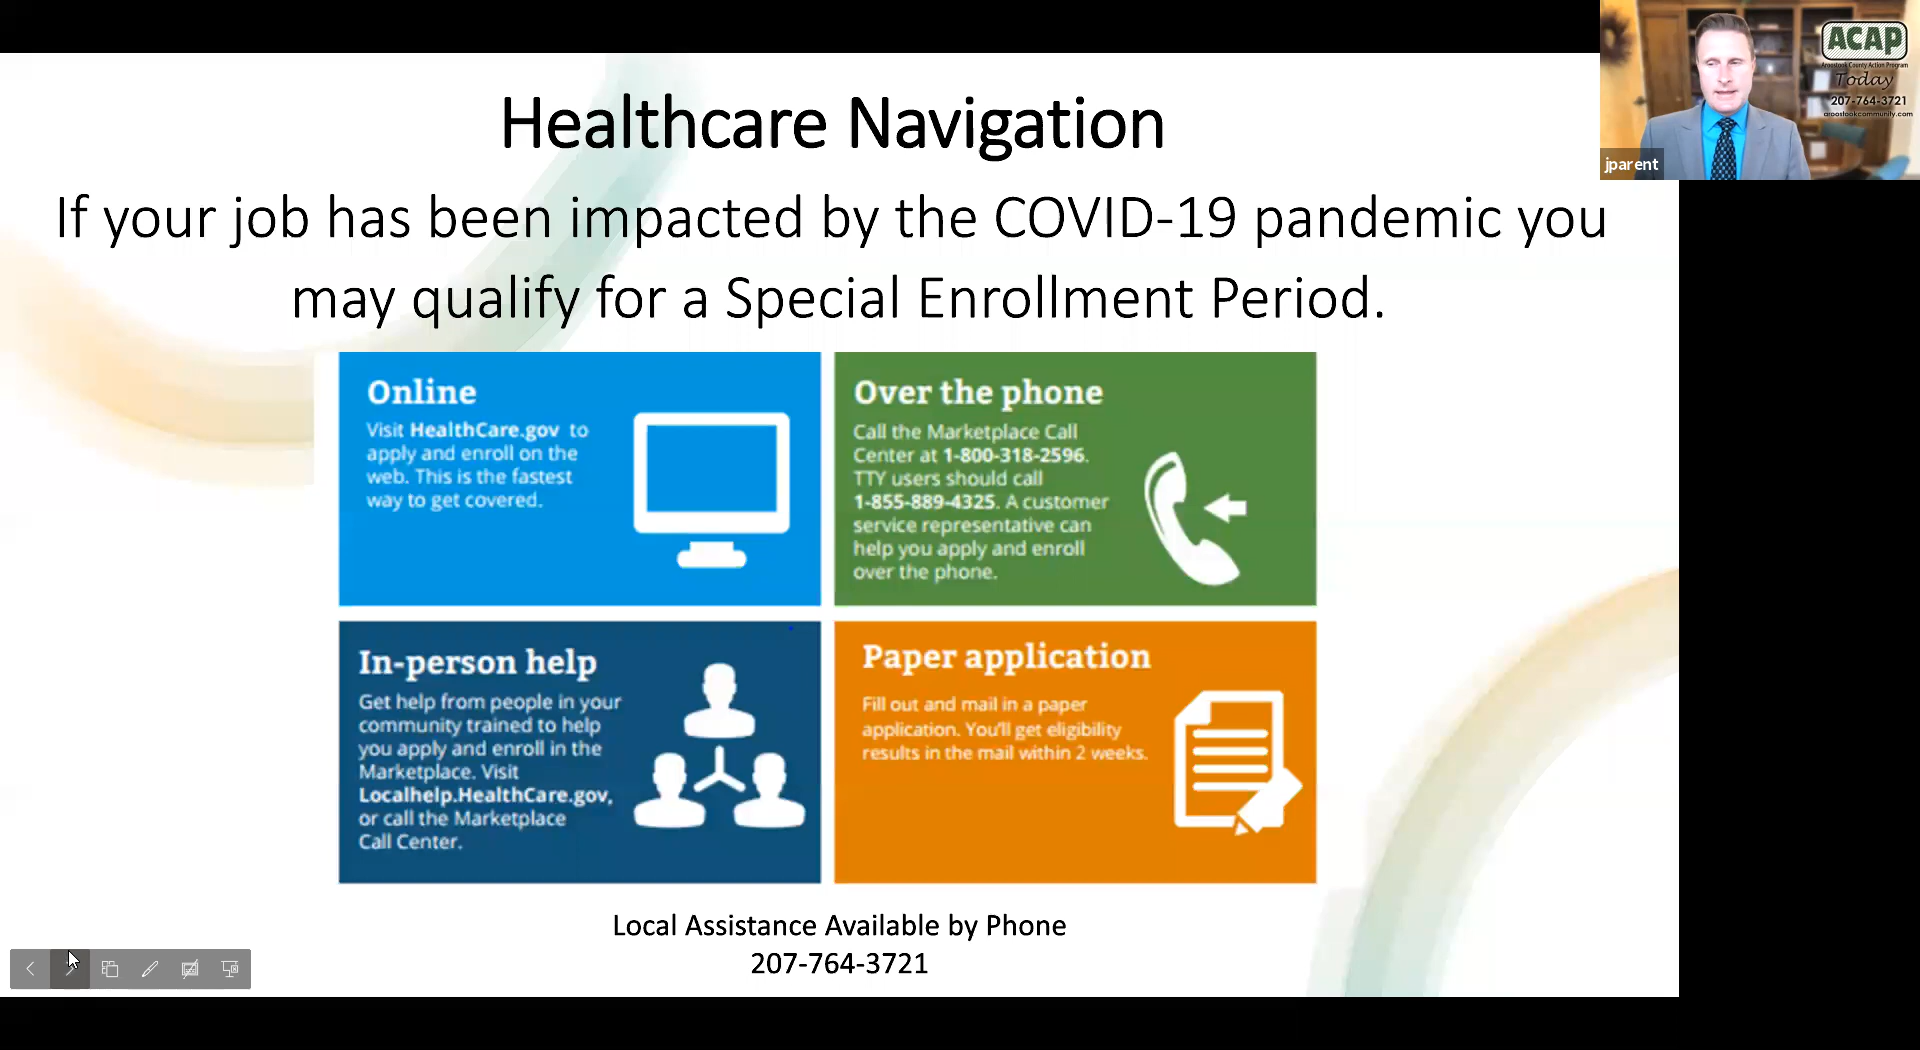 Healthcare Navigation
If your job has been impacted by the COVID-19 pandemic you
may qualify for a Special Enrollment Period.
Online
Visit HealthCare.gov to
apply and enroll on the
web. This is the fastest
way to get covered.
Over the phone
Call the Marketplace Call
Center at 1-800-318-2596.
TTY users should call
1-855-889-4325. A customer
service representative can
help you apply and enroll
over the phone.
In-person help
Get help from people in your
community trained to help
you apply and enroll in the
Marketplace. Visit
Localhelp.HealthCare.gov,
or call the Marketplace
Call Center.
Paper application
Fill out and mail in a paper
application. You'll get eligibility
results in the mail within 2 weeks.
Local Assistance Available by Phone
207-764-3721
ACAP
Aroostook County Action Program
Today
207-764-3721
aroostookcommunity.com
jparent